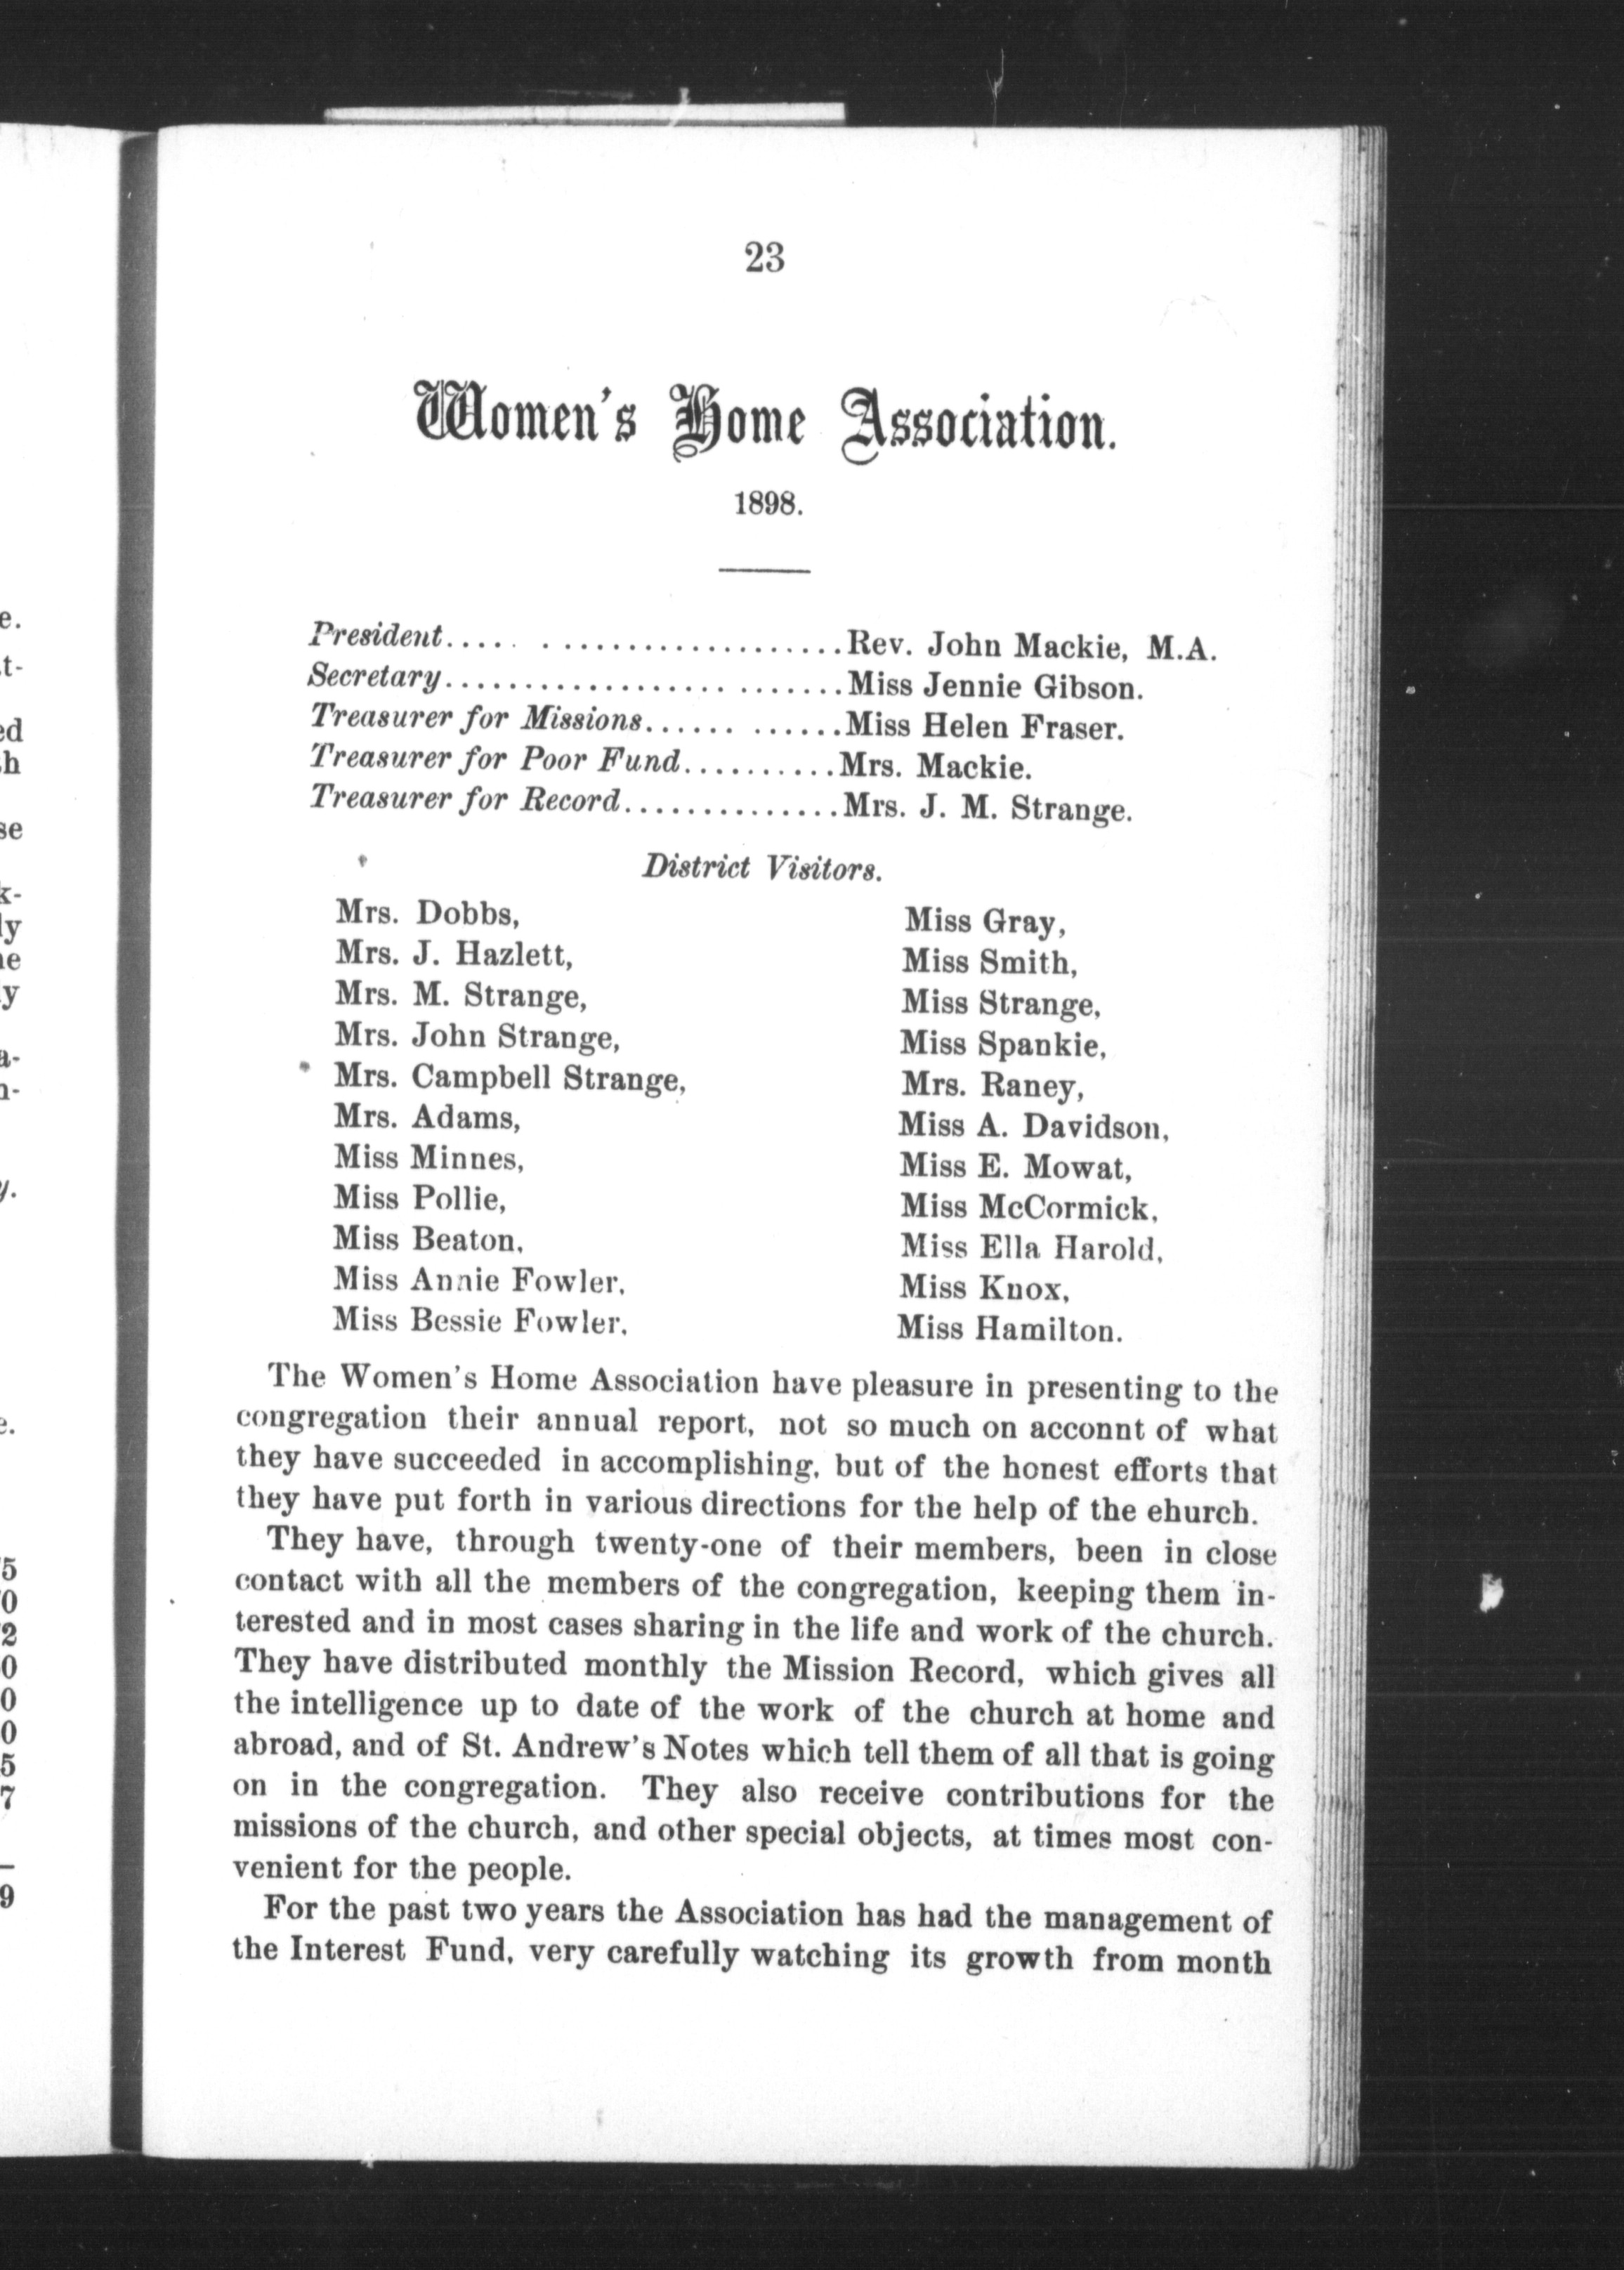 23
Women's Home Association.
1898.
President..... ...................Rev. John Mackie, M.A.
Secretary.................. .......Miss Jennie Gibson.
Treasurer for Missions...... ......Miss Helen Fraser.
Treasurer for Poor Fund..........Mrs. Mackie.
Treasurer for Record..............Mrs. J. M. Strange.
District Visitors.
Mrs. Dobbs,
Mrs. J. Hazlett,
Mrs. M. Strange,
Mrs. John Strange,
Mrs. Campbell Strange,
Mrs. Adams,
Miss Minnes,
Miss Pollie,
Miss Beaton,
Miss Annie Fowler,
Miss Bessie Fowler,
Miss Gray,
Miss Smith,
Miss Strange,
Miss Spankie,
Mrs. Raney,
Miss A. Davidson,
Miss E. Mowat,
Miss McCormick,
Miss Ella Harold,
Miss Knox,
Miss Hamilton.
The Women's Home Association have pleasure in presenting to the
congregation their annual report, not so much on acconnt of what
they have succeeded in accomplishing, but of the honest efforts that
they have put forth in various directions for the help of the ehurch.
They have, through twenty-one of their members, been in close
contact with all the members of the congregation, keeping them in-
terested and in most cases sharing in the life and work of the church.
They have distributed monthly the Mission Record, which gives all
the intelligence up to date of the work of the church at home and
abroad, and of St. Andrew's Notes which tell them of all that is going
on in the congregation. They also receive contributions for the
missions of the church, and other special objects, at times most con-
venient for the people.
For the past two years the Association has had the management of
the Interest Fund, very carefully watching its growth from month